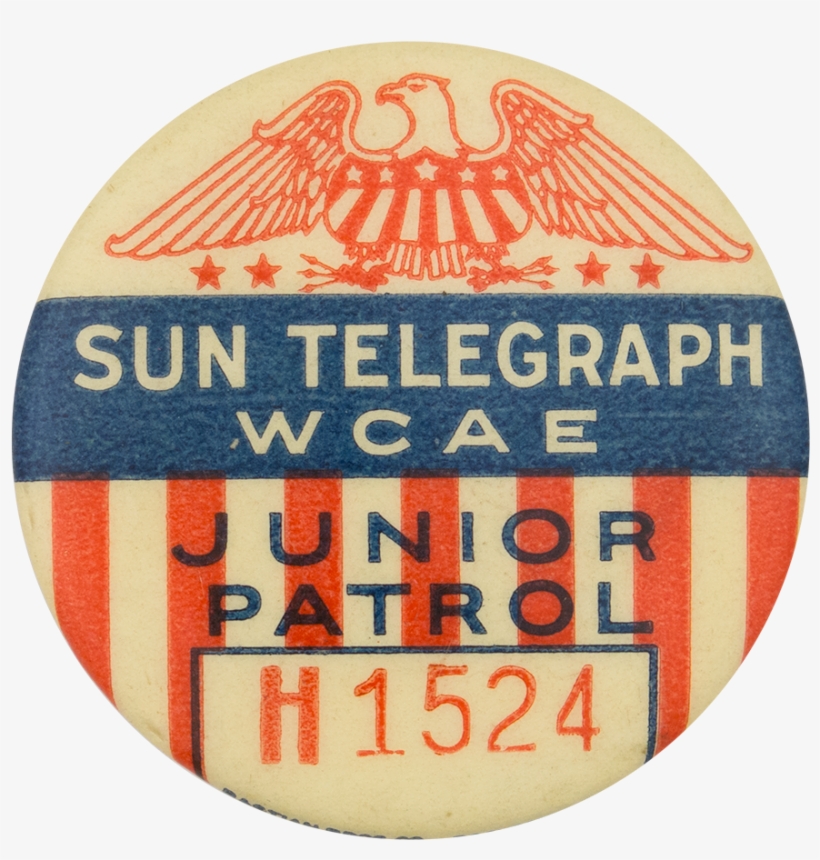 SUN TELEGRAPH
WCAE
JUNIOR
PATROL
H 1524